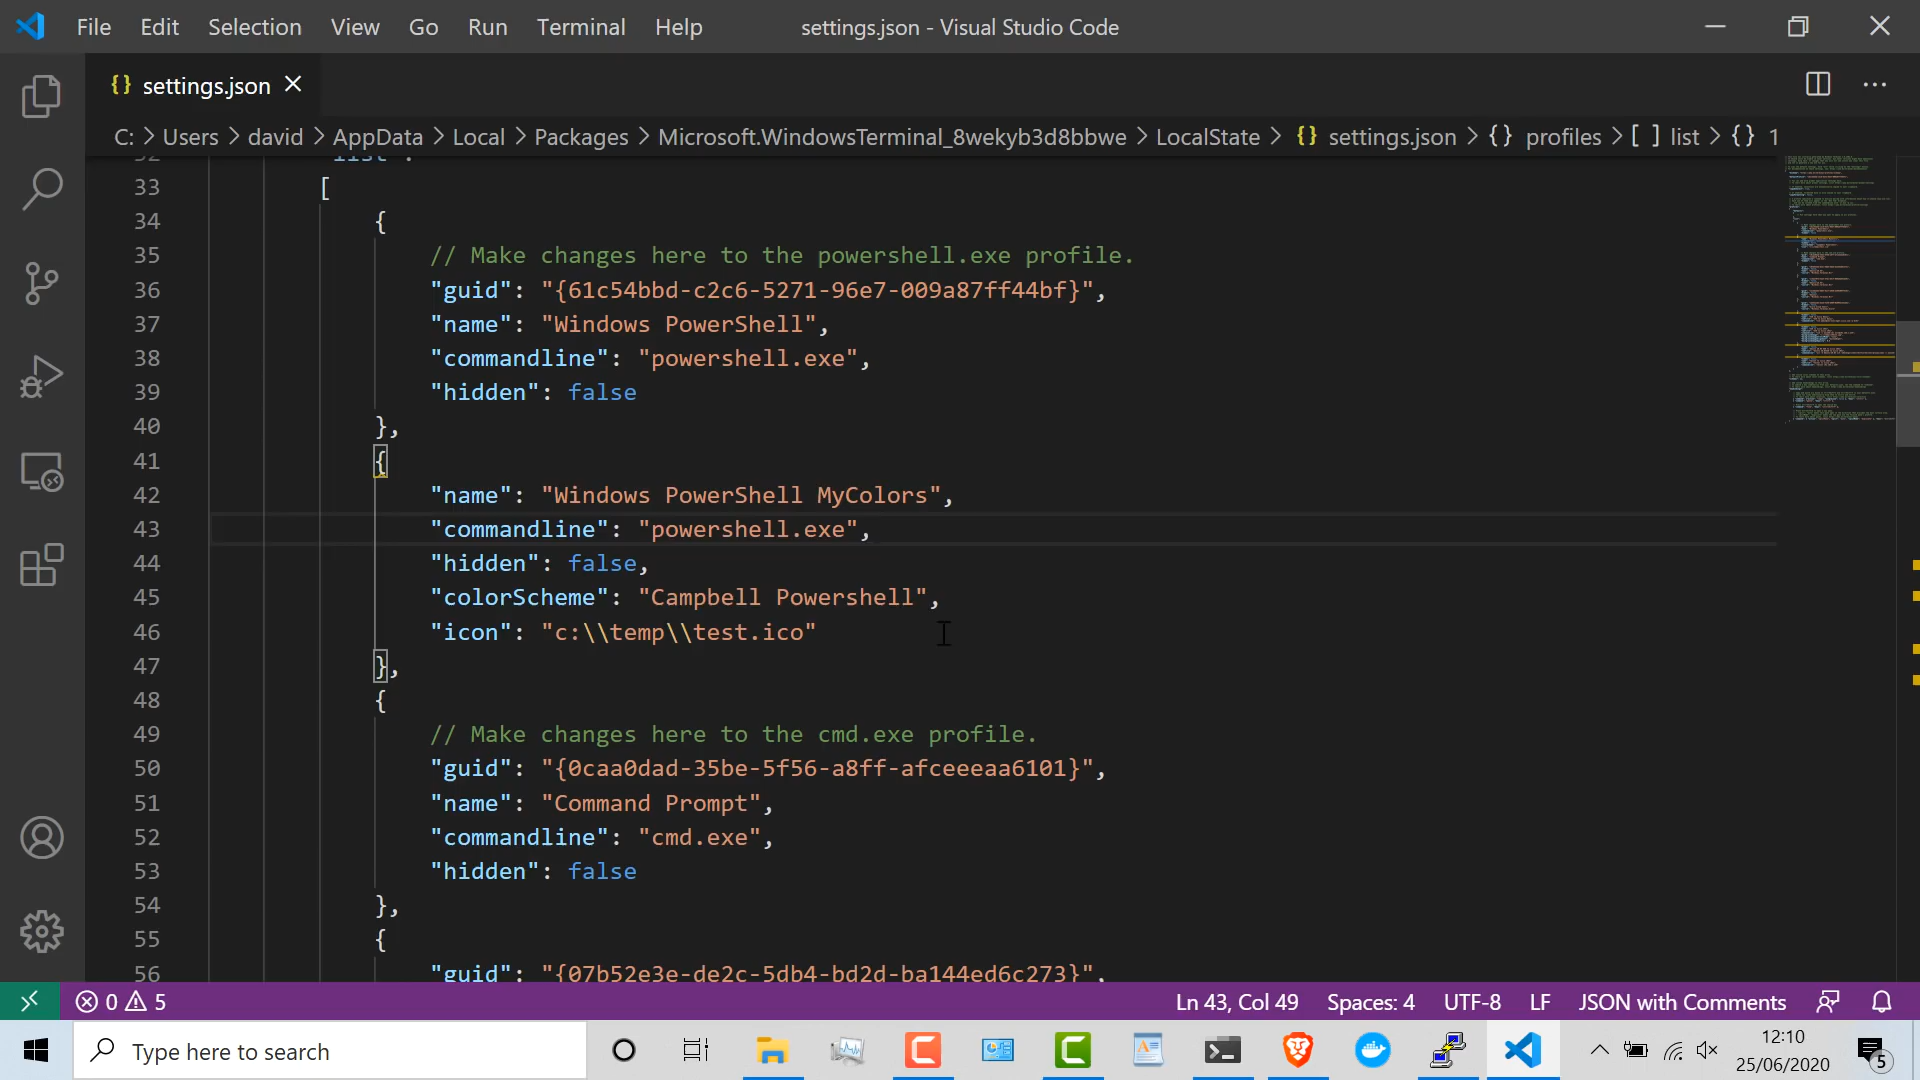 File Edit Selection View Go Run Terminal Help settings.json - Visual Studio Code
{} settings.json
C: > Users > david > AppData > Local > Packages > Microsoft.WindowsTerminal_8wekyb3d8bbwe > LocalState > {} settings.json > {} profiles > [ ] list > {} 1
33 [
34 {
35 // Make changes here to the powershell.exe profile.
36 "guid": "{61c54bbd-c2c6-5271-96e7-009a87ff44bf}",
37 "name": "Windows PowerShell",
38 "commandline": "powershell.exe",
39 "hidden": false
40 },
41 {
42 "name": "Windows PowerShell MyColors",
43 "commandline": "powershell.exe",
44 "hidden": false,
45 "colorScheme": "Campbell Powershell",
46 "icon": "c:\\temp\\test.ico"
47 },
48 {
49 // Make changes here to the cmd.exe profile.
50 "guid": "{0caa0dad-35be-5f56-a8ff-afceeeaa6101}",
51 "name": "Command Prompt",
52 "commandline": "cmd.exe",
53 "hidden": false
54 },
55 {
56 "guid": "{07b52e3e-de2c-5db4-bd2d-ba144ed6c273}",
0 5 Ln 43, Col 49 Spaces: 4 UTF-8 LF JSON with Comments
Type here to search
12:10
25/06/2020
5